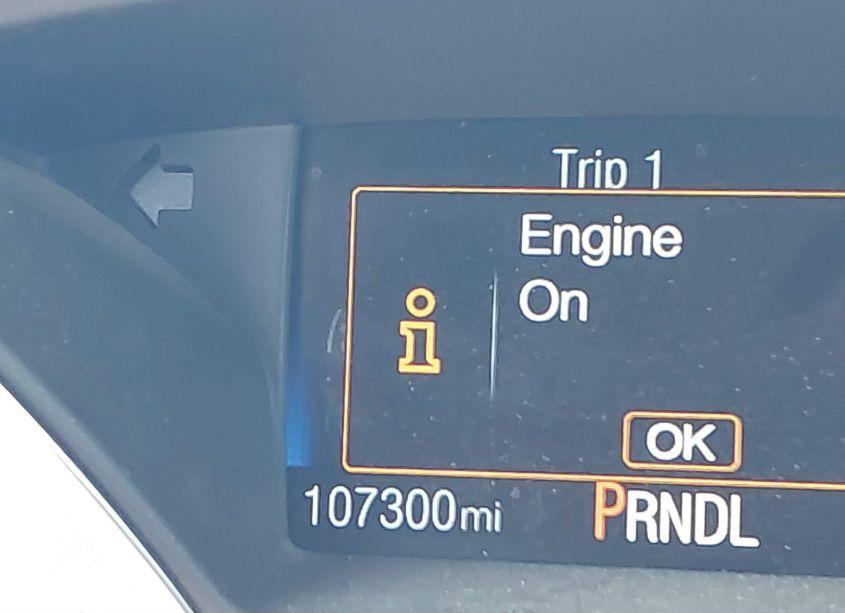 Trip 1
Engine
On
OK
107300mi PRNDL